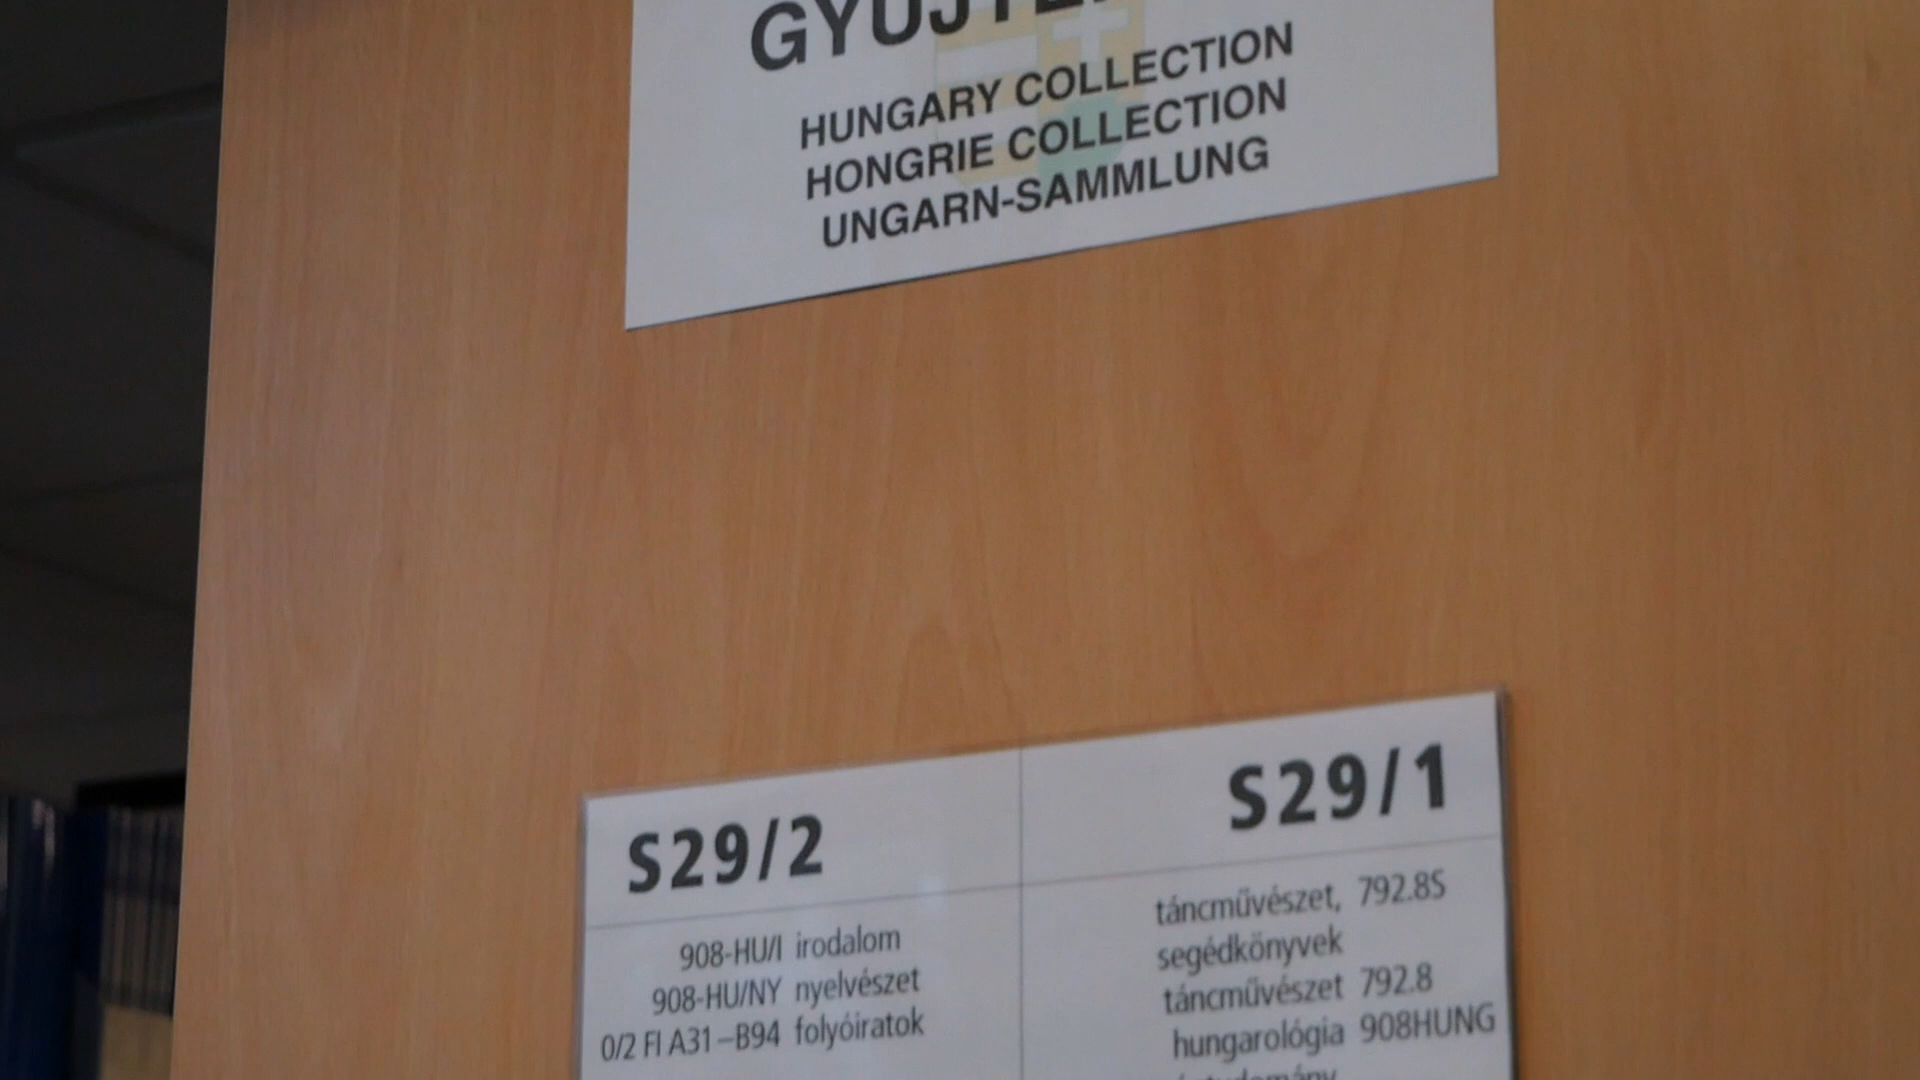 HUNGARY COLLECTION
HONGRIE COLLECTION
UNGARN-SAMMLUNG
S29/2
908-HU/I irodalom
908-HU/NY nyelvészet
0/2 FI A31–B94 folyóiratok
S29/1
táncművészet, 792.8S
segédkönyvek
táncművészet 792.8
hungarológia 908HUNG